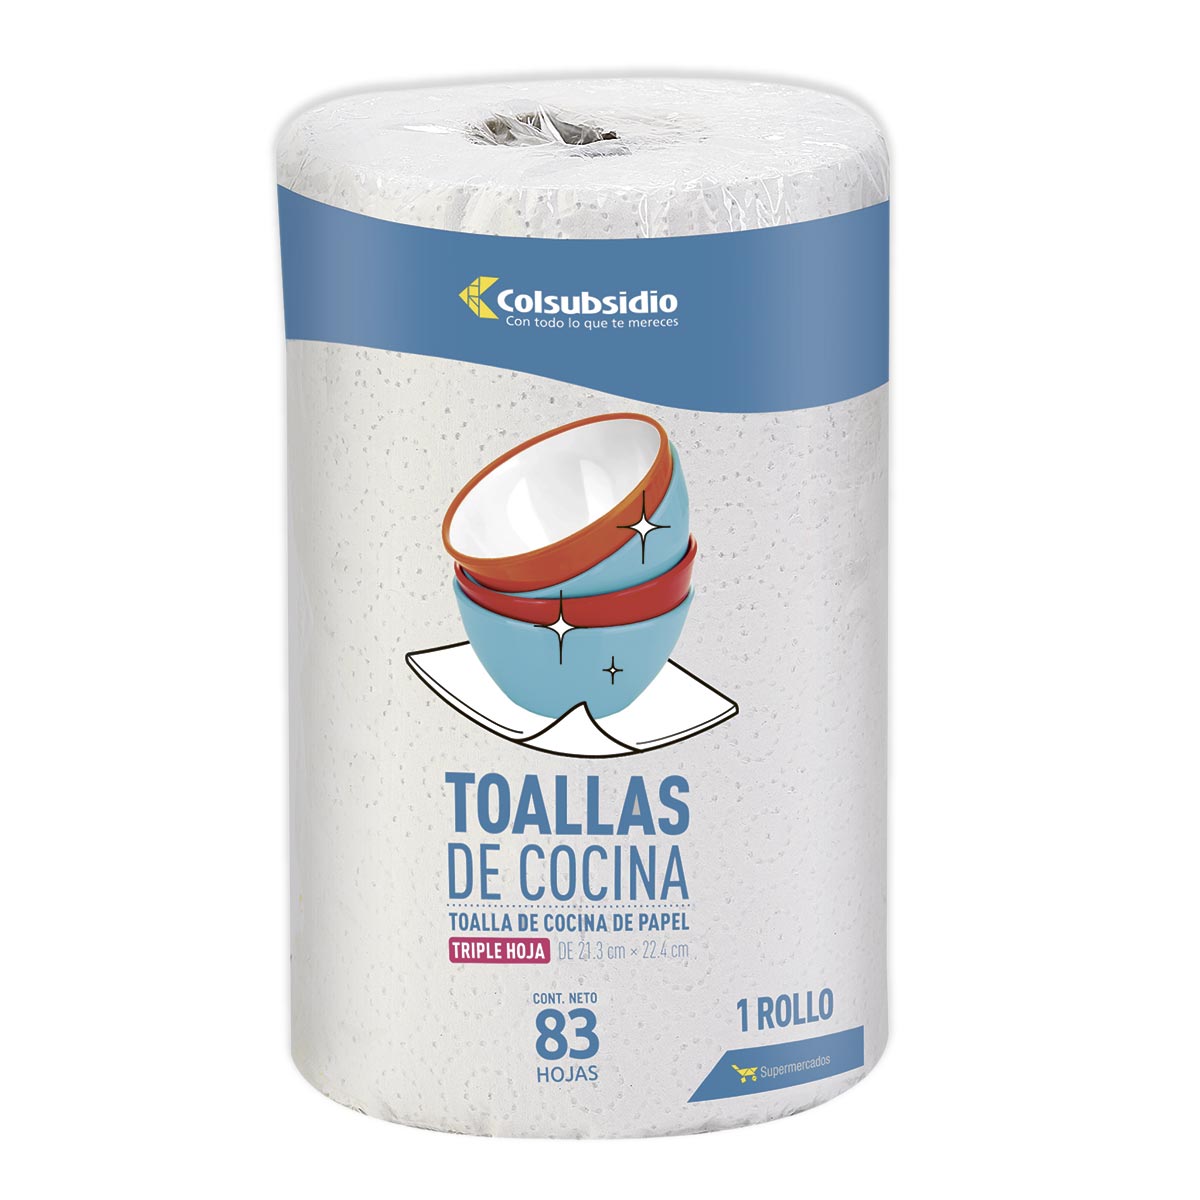 Colsubsidio
Con todo lo que te mereces
TOALLAS
DE COCINA
TOALLA DE COCINA DE PAPEL
TRIPLE HOJA DE 21.3 cm × 22.4 cm
CONT. NETO
83
HOJAS
1 ROLLO
Supermercados